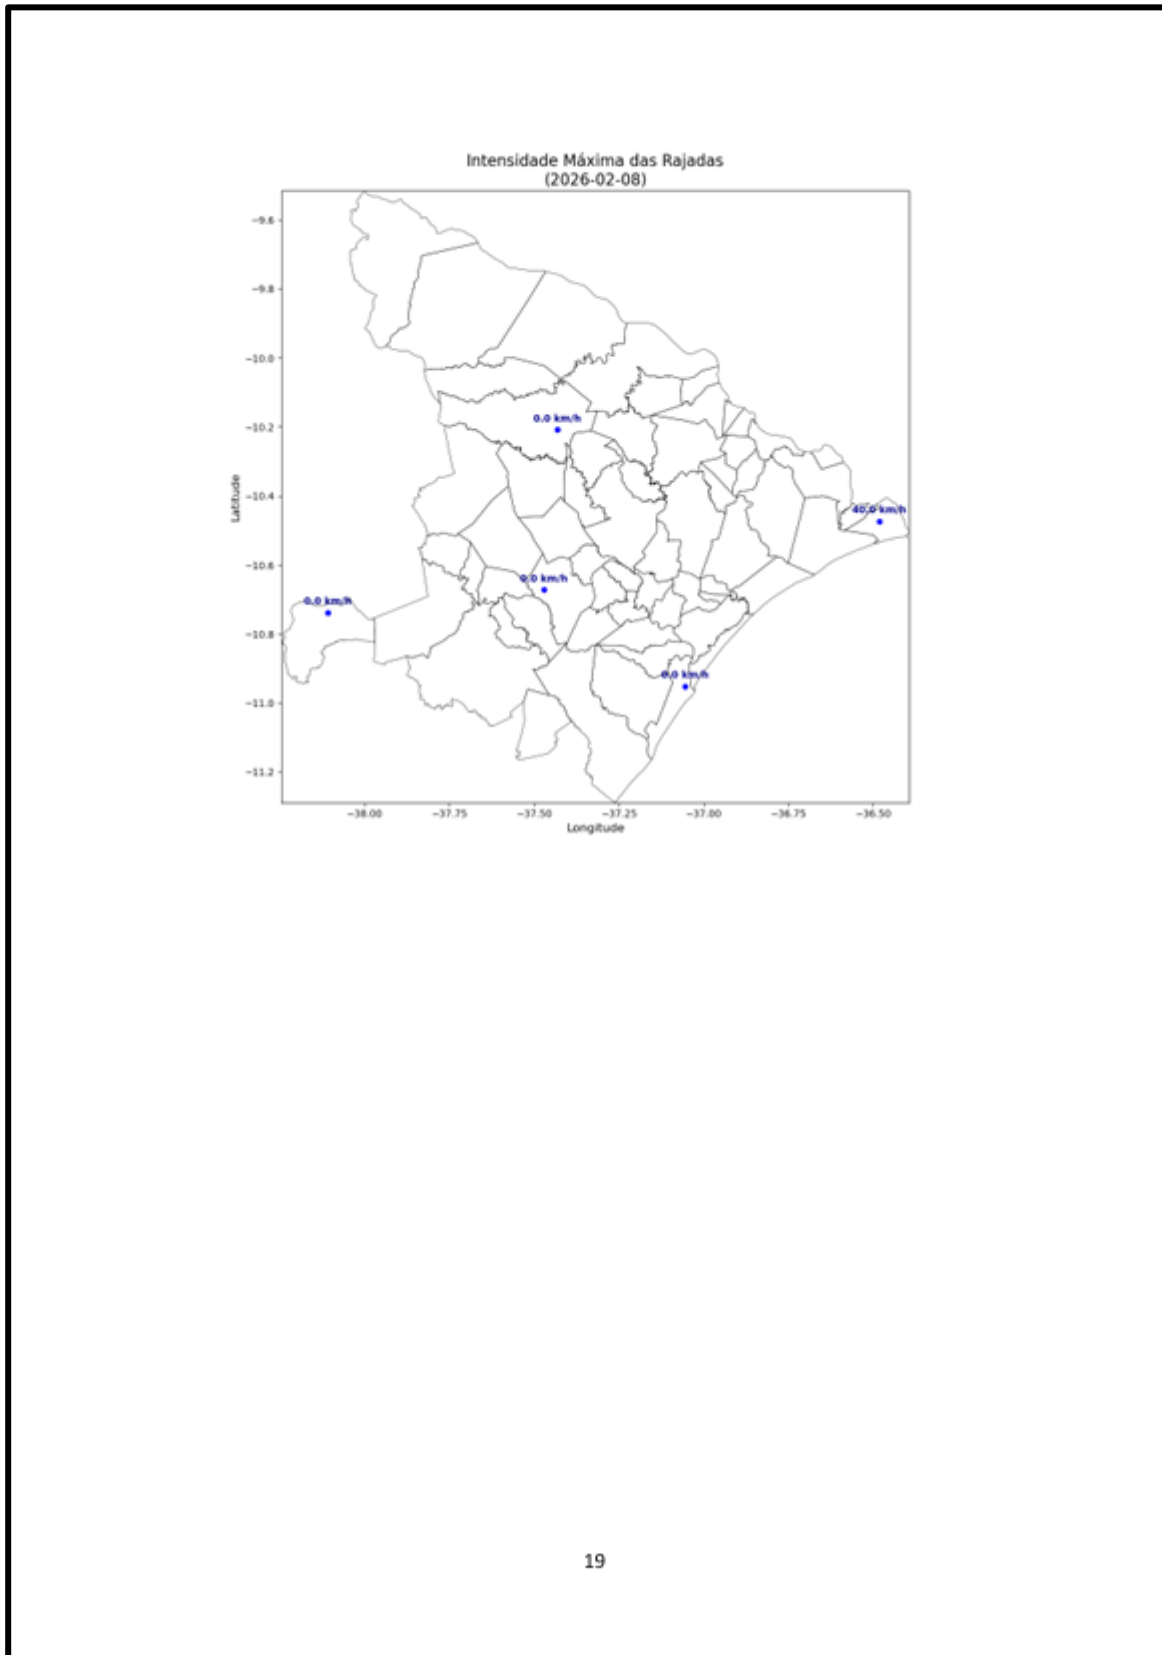 Intensidade Máxima das Rajadas
(2026-02-08)
−9.6
−9.8
−10.0
−10.2
−10.4
−10.6
−10.8
−11.0
−11.2
Latitude
0.0 km/h
40.0 km/h
0.0 km/h
0.0 km/h
0.0 km/h
−38.00
−37.75
−37.50
−37.25
−37.00
−36.75
−36.50
Longitude
19